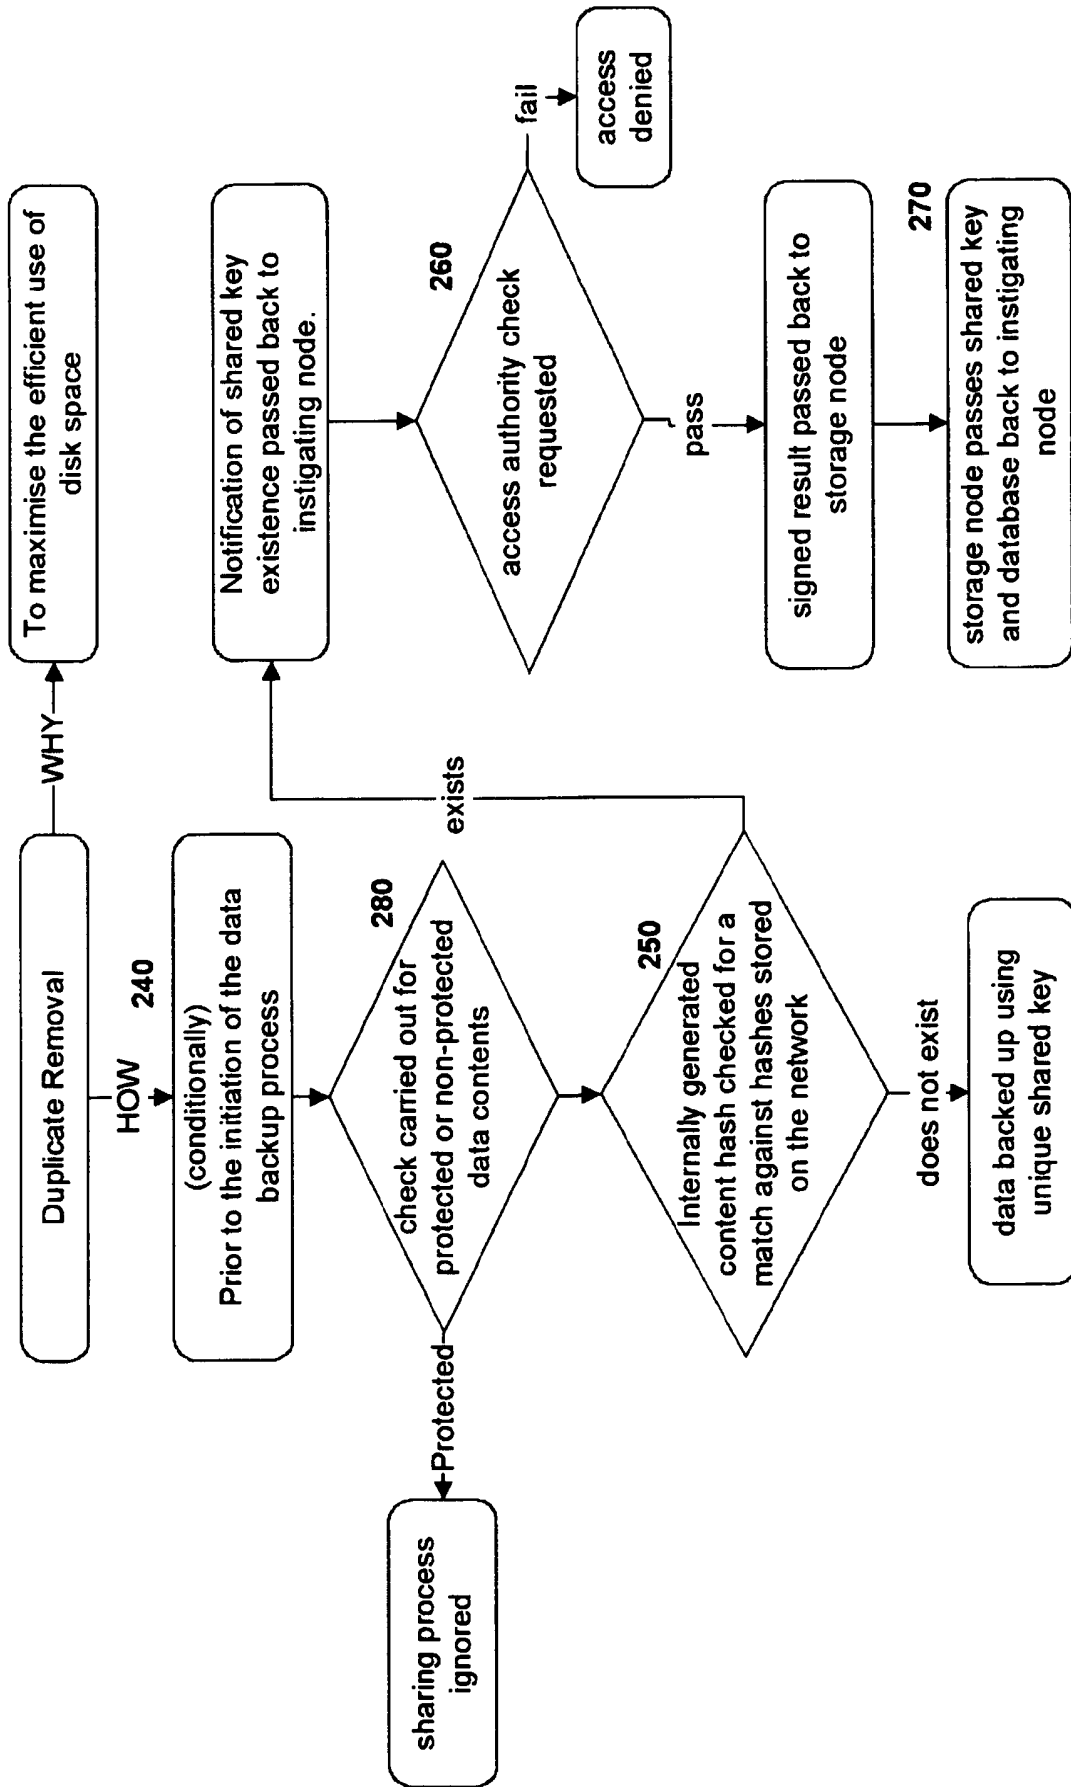 Duplicate Removal
WHY
To maximise the efficient use of
disk space
HOW
240
(conditionally)
Prior to the initiation of the data
backup process
280
check carried out for
protected or non-protected
data contents
Protected
sharing process
ignored
250
Internally generated
content hash checked for a
match against hashes stored
on the network
exists
does not exist
data backed up using
unique shared key
Notification of shared key
existence passed back to
instigating node.
260
access authority check
requested
fail
access
denied
pass
signed result passed back to
storage node
270
storage node passes shared key
and database back to instigating
node